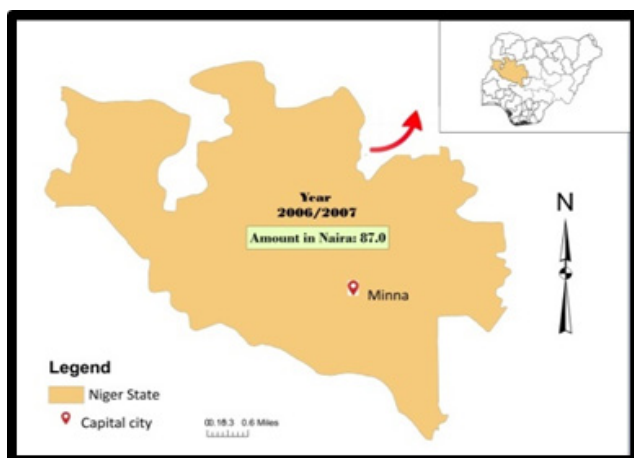 Year
2006/2007
Amount in Naira: 87.0
N
Minna
Legend
Niger State
Capital city
0.6 Miles